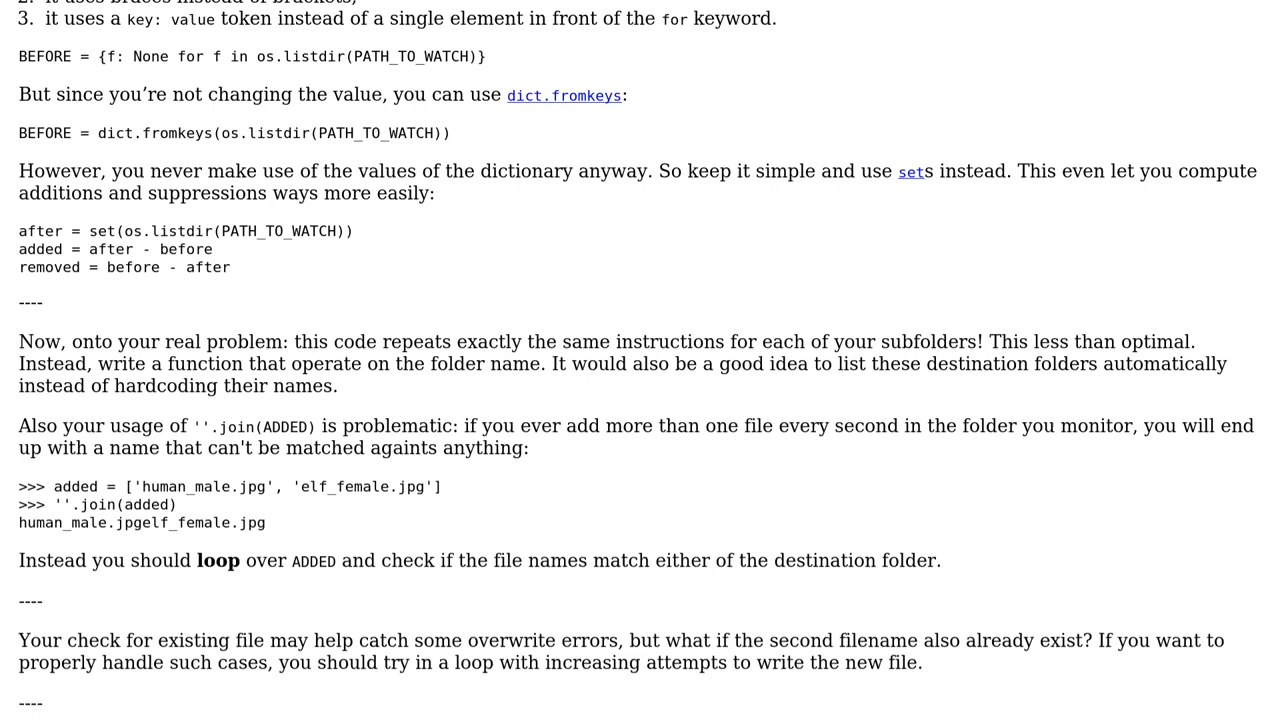 2. it uses braces instead of brackets;
3. it uses a key: value token instead of a single element in front of the for keyword.
BEFORE = {f: None for f in os.listdir(PATH_TO_WATCH)}
But since you’re not changing the value, you can use dict.fromkeys:
BEFORE = dict.fromkeys(os.listdir(PATH_TO_WATCH))
However, you never make use of the values of the dictionary anyway. So keep it simple and use sets instead. This even let you compute
additions and suppressions ways more easily:
after = set(os.listdir(PATH_TO_WATCH))
added = after - before
removed = before - after
----
Now, onto your real problem: this code repeats exactly the same instructions for each of your subfolders! This less than optimal.
Instead, write a function that operate on the folder name. It would also be a good idea to list these destination folders automatically
instead of hardcoding their names.
Also your usage of ''.join(ADDED) is problematic: if you ever add more than one file every second in the folder you monitor, you will end
up with a name that can't be matched againts anything:
>>> added = ['human_male.jpg', 'elf_female.jpg']
>>> ''.join(added)
human_male.jpgelf_female.jpg
Instead you should loop over ADDED and check if the file names match either of the destination folder.
----
Your check for existing file may help catch some overwrite errors, but what if the second filename also already exist? If you want to
properly handle such cases, you should try in a loop with increasing attempts to write the new file.
----